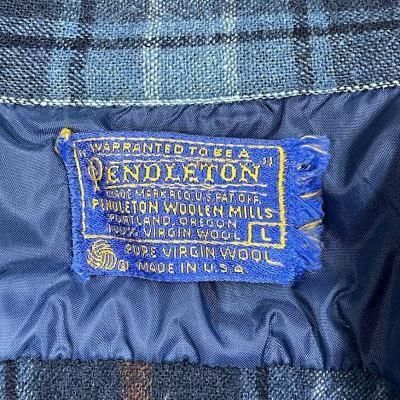 "WARRANTED TO BE A
PENDLETON"
TRADE MARK REG. U.S. PAT. OFF.
PENDLETON WOOLEN MILLS
PORTLAND, OREGON
100% VIRGIN WOOL L
PURE VIRGIN WOOL
® MADE IN U.S.A